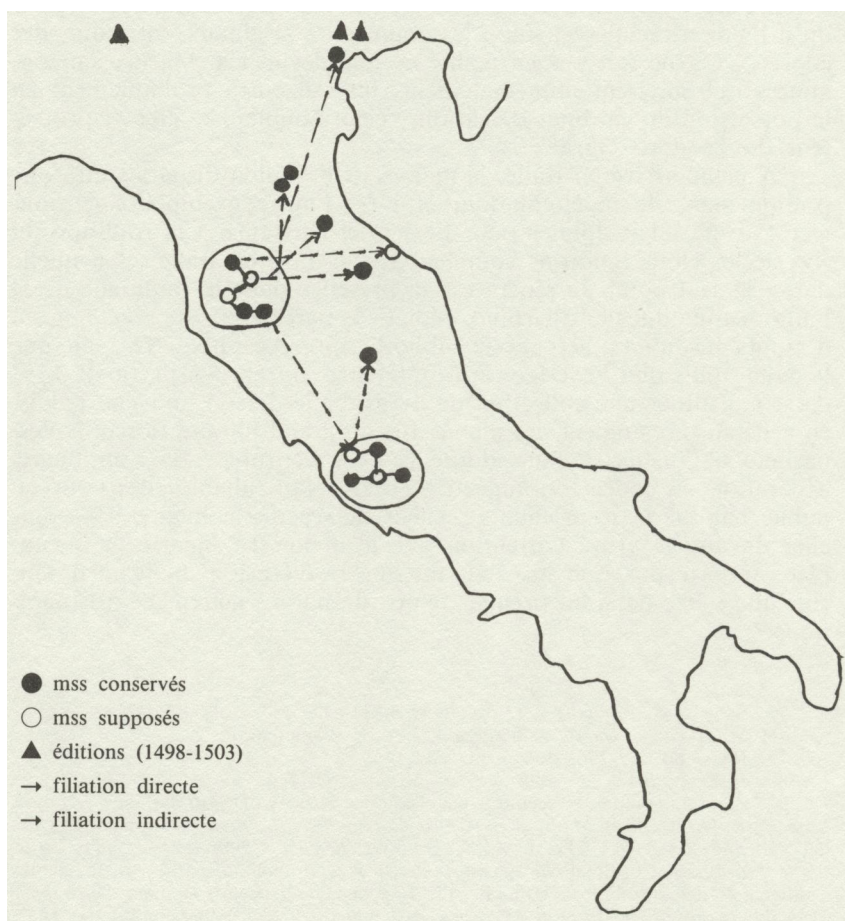 mss conservés
mss supposés
éditions (1498-1503)
filiation directe
filiation indirecte